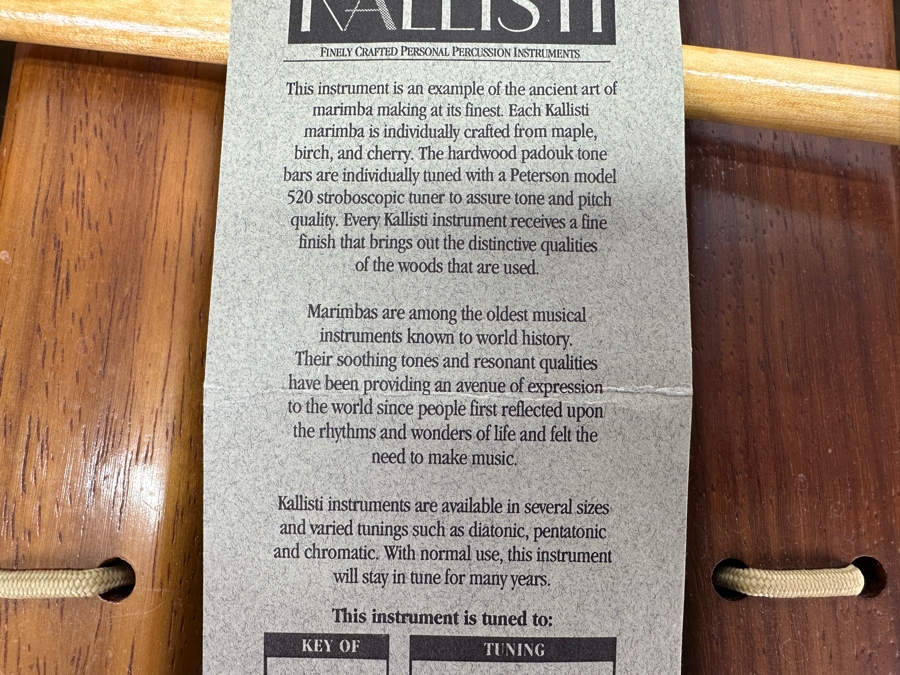 KALLISTI
FINELY CRAFTED PERSONAL PERCUSSION INSTRUMENTS
This instrument is an example of the ancient art of
marimba making at its finest. Each Kallisti
marimba is individually crafted from maple,
birch, and cherry. The hardwood padouk tone
bars are individually tuned with a Peterson model
520 stroboscopic tuner to assure tone and pitch
quality. Every Kallisti instrument receives a fine
finish that brings out the distinctive qualities
of the woods that are used.
Marimbas are among the oldest musical
instruments known to world history.
Their soothing tones and resonant qualities
have been providing an avenue of expression
to the world since people first reflected upon
the rhythms and wonders of life and felt the
need to make music.
Kallisti instruments are available in several sizes
and varied tunings such as diatonic, pentatonic
and chromatic. With normal use, this instrument
will stay in tune for many years.
This instrument is tuned to:
KEY OF TUNING